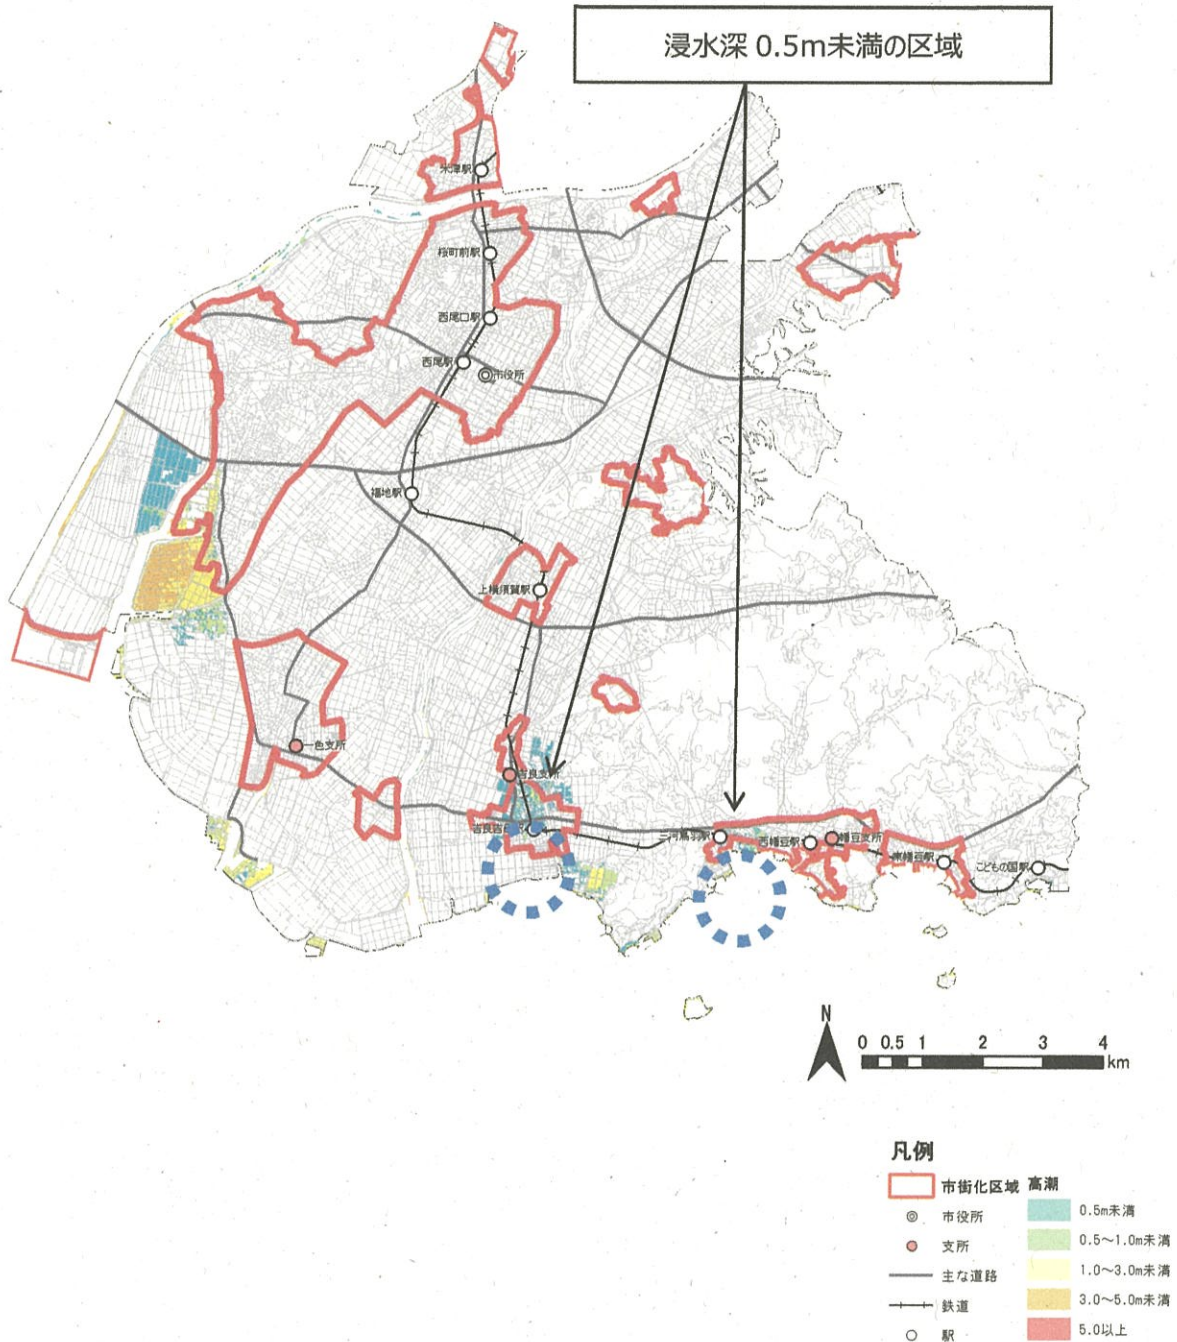 浸水深 0.5m未満の区域
米津駅
桜町前駅
西尾口駅
西尾駅
市役所
福地駅
上横須賀駅
一色支所
吉良支所
吉良吉田駅
三河鳥羽駅
西幡豆駅
幡豆支所
東幡豆駅
こどもの国駅
N
0 0.5 1 2 3 4
km
凡例
市街化区域 高潮
市役所 0.5m未満
支所 0.5~1.0m未満
主な道路 1.0~3.0m未満
鉄道 3.0~5.0m未満
駅 5.0以上